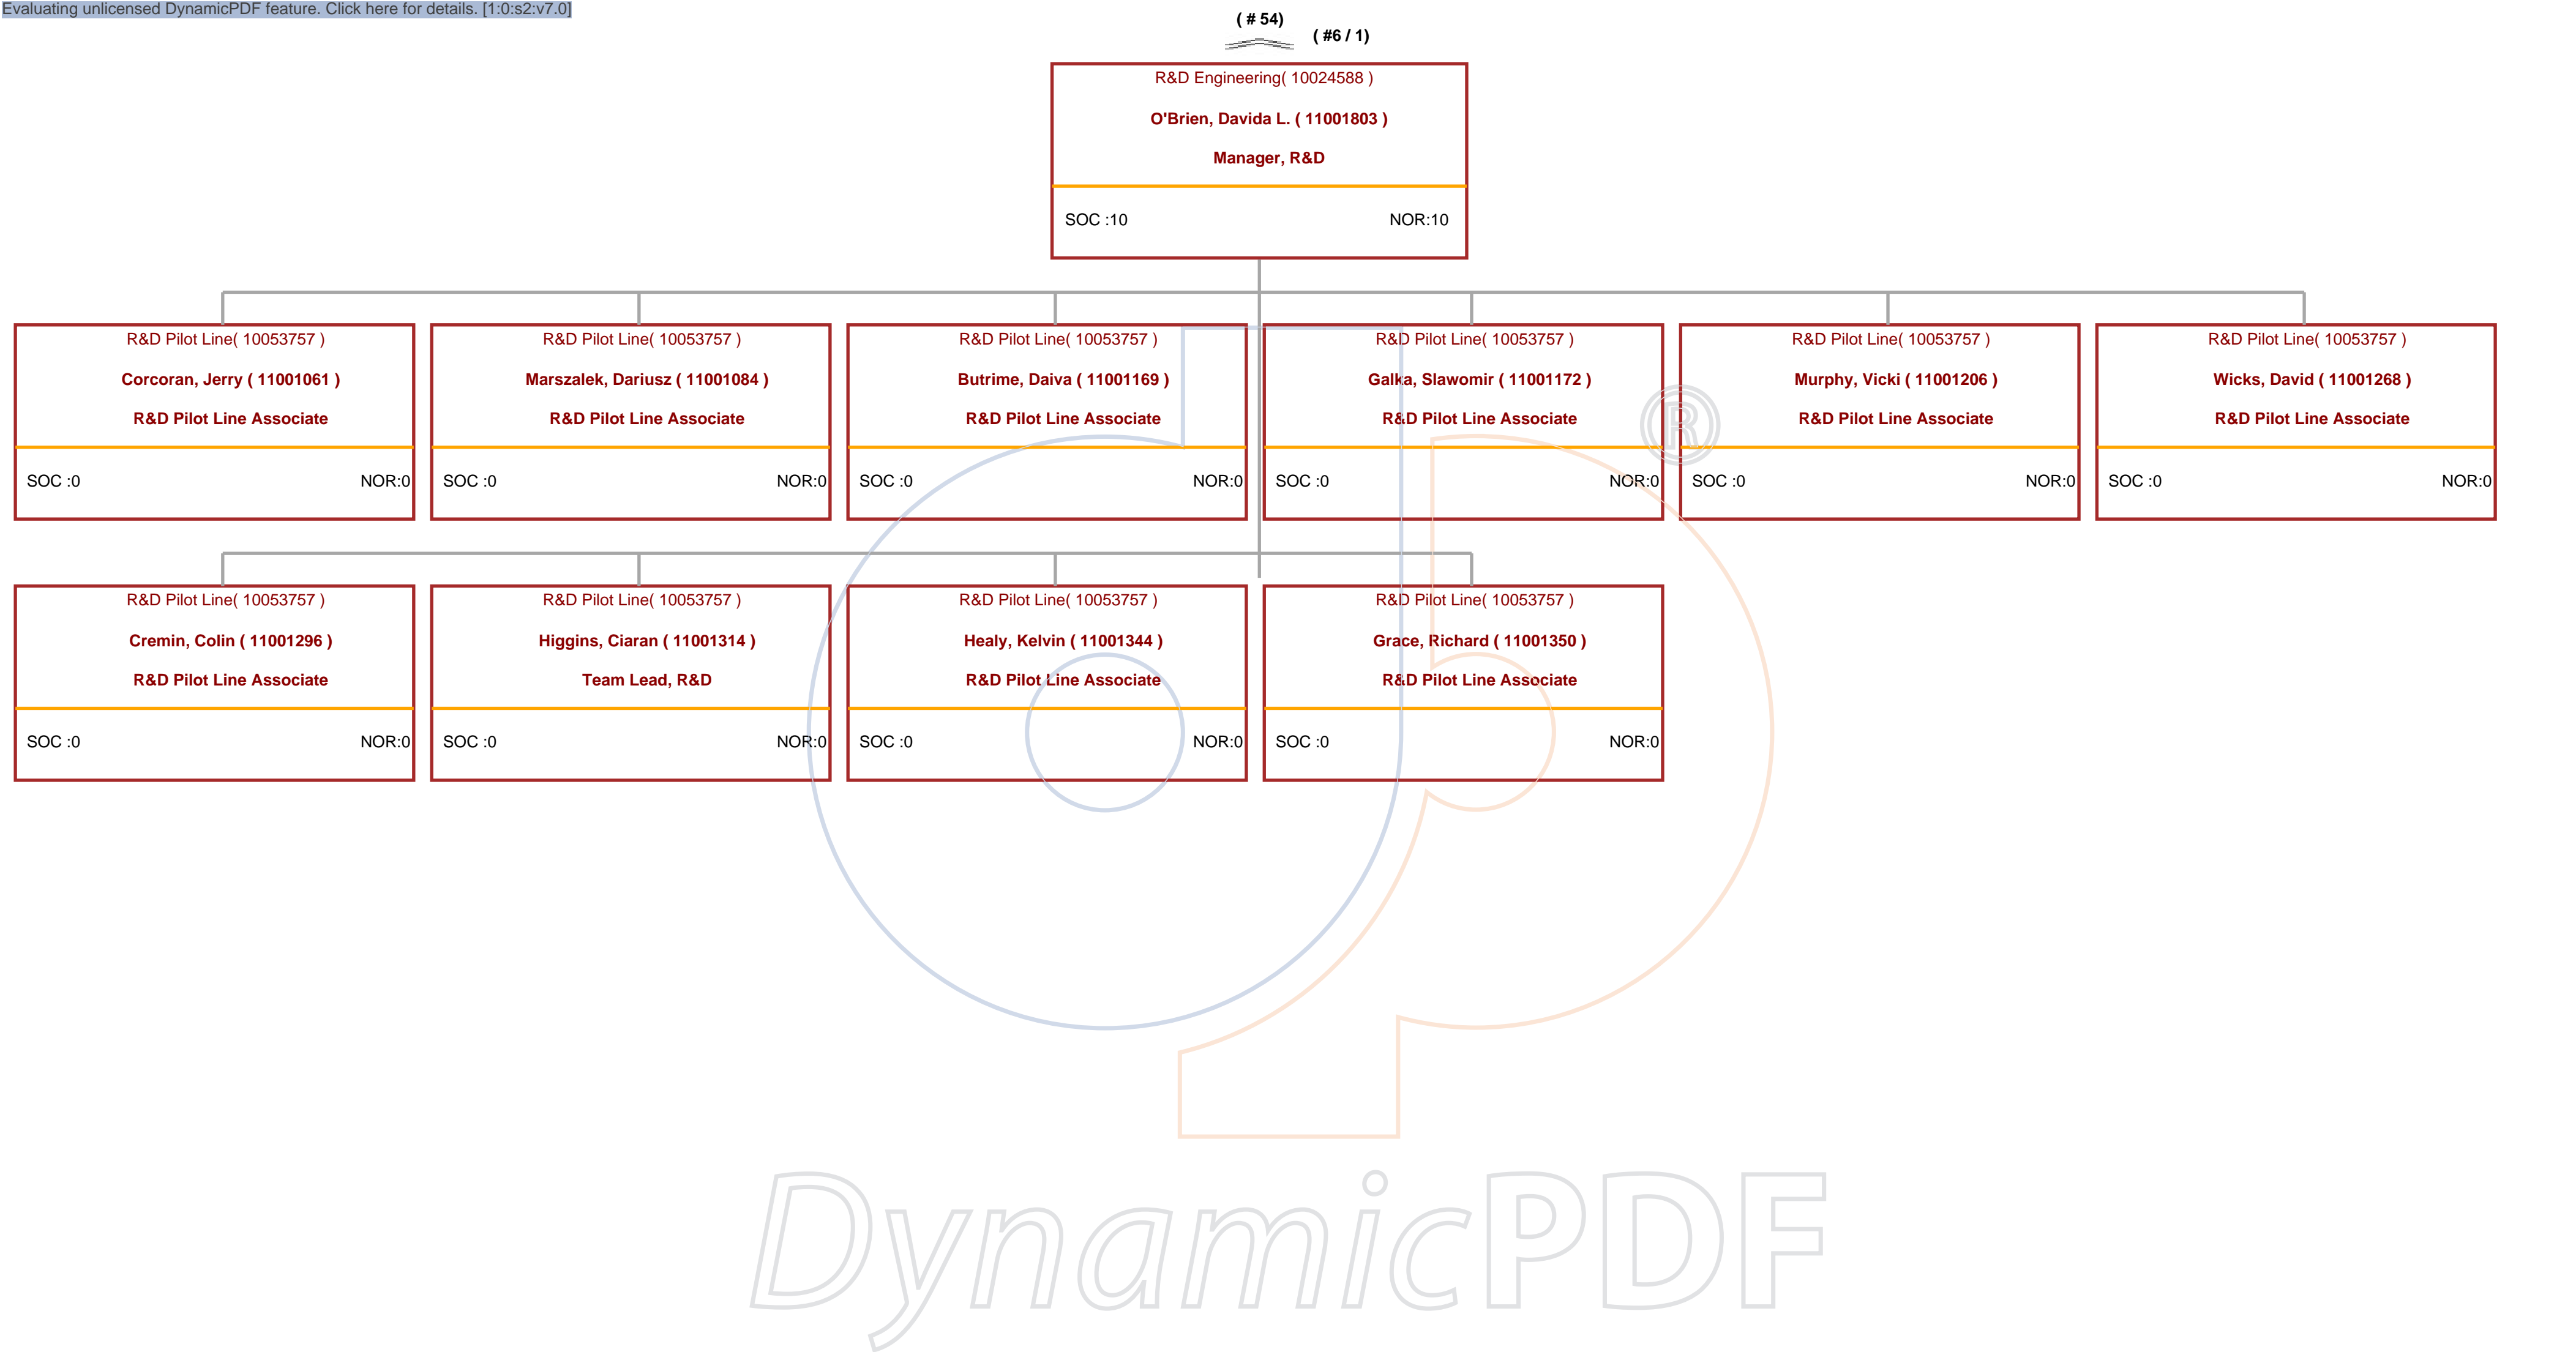 Evaluating unlicensed DynamicPDF feature. Click here for details. [1:0:s2:v7.0]
( # 54)
( #6 / 1)
R&D Engineering( 10024588 )
O'Brien, Davida L. ( 11001803 )
Manager, R&D
SOC :10 NOR:10
R&D Pilot Line( 10053757 )
Corcoran, Jerry ( 11001061 )
R&D Pilot Line Associate
SOC :0 NOR:0
R&D Pilot Line( 10053757 )
Marszalek, Dariusz ( 11001084 )
R&D Pilot Line Associate
SOC :0 NOR:0
R&D Pilot Line( 10053757 )
Butrime, Daiva ( 11001169 )
R&D Pilot Line Associate
SOC :0 NOR:0
R&D Pilot Line( 10053757 )
Galka, Slawomir ( 11001172 )
R&D Pilot Line Associate
SOC :0 NOR:0
R&D Pilot Line( 10053757 )
Murphy, Vicki ( 11001206 )
R&D Pilot Line Associate
SOC :0 NOR:0
R&D Pilot Line( 10053757 )
Wicks, David ( 11001268 )
R&D Pilot Line Associate
SOC :0 NOR:0
R&D Pilot Line( 10053757 )
Cremin, Colin ( 11001296 )
R&D Pilot Line Associate
SOC :0 NOR:0
R&D Pilot Line( 10053757 )
Higgins, Ciaran ( 11001314 )
Team Lead, R&D
SOC :0 NOR:0
R&D Pilot Line( 10053757 )
Healy, Kelvin ( 11001344 )
R&D Pilot Line Associate
SOC :0 NOR:0
R&D Pilot Line( 10053757 )
Grace, Richard ( 11001350 )
R&D Pilot Line Associate
SOC :0 NOR:0
®
DynamicPDF